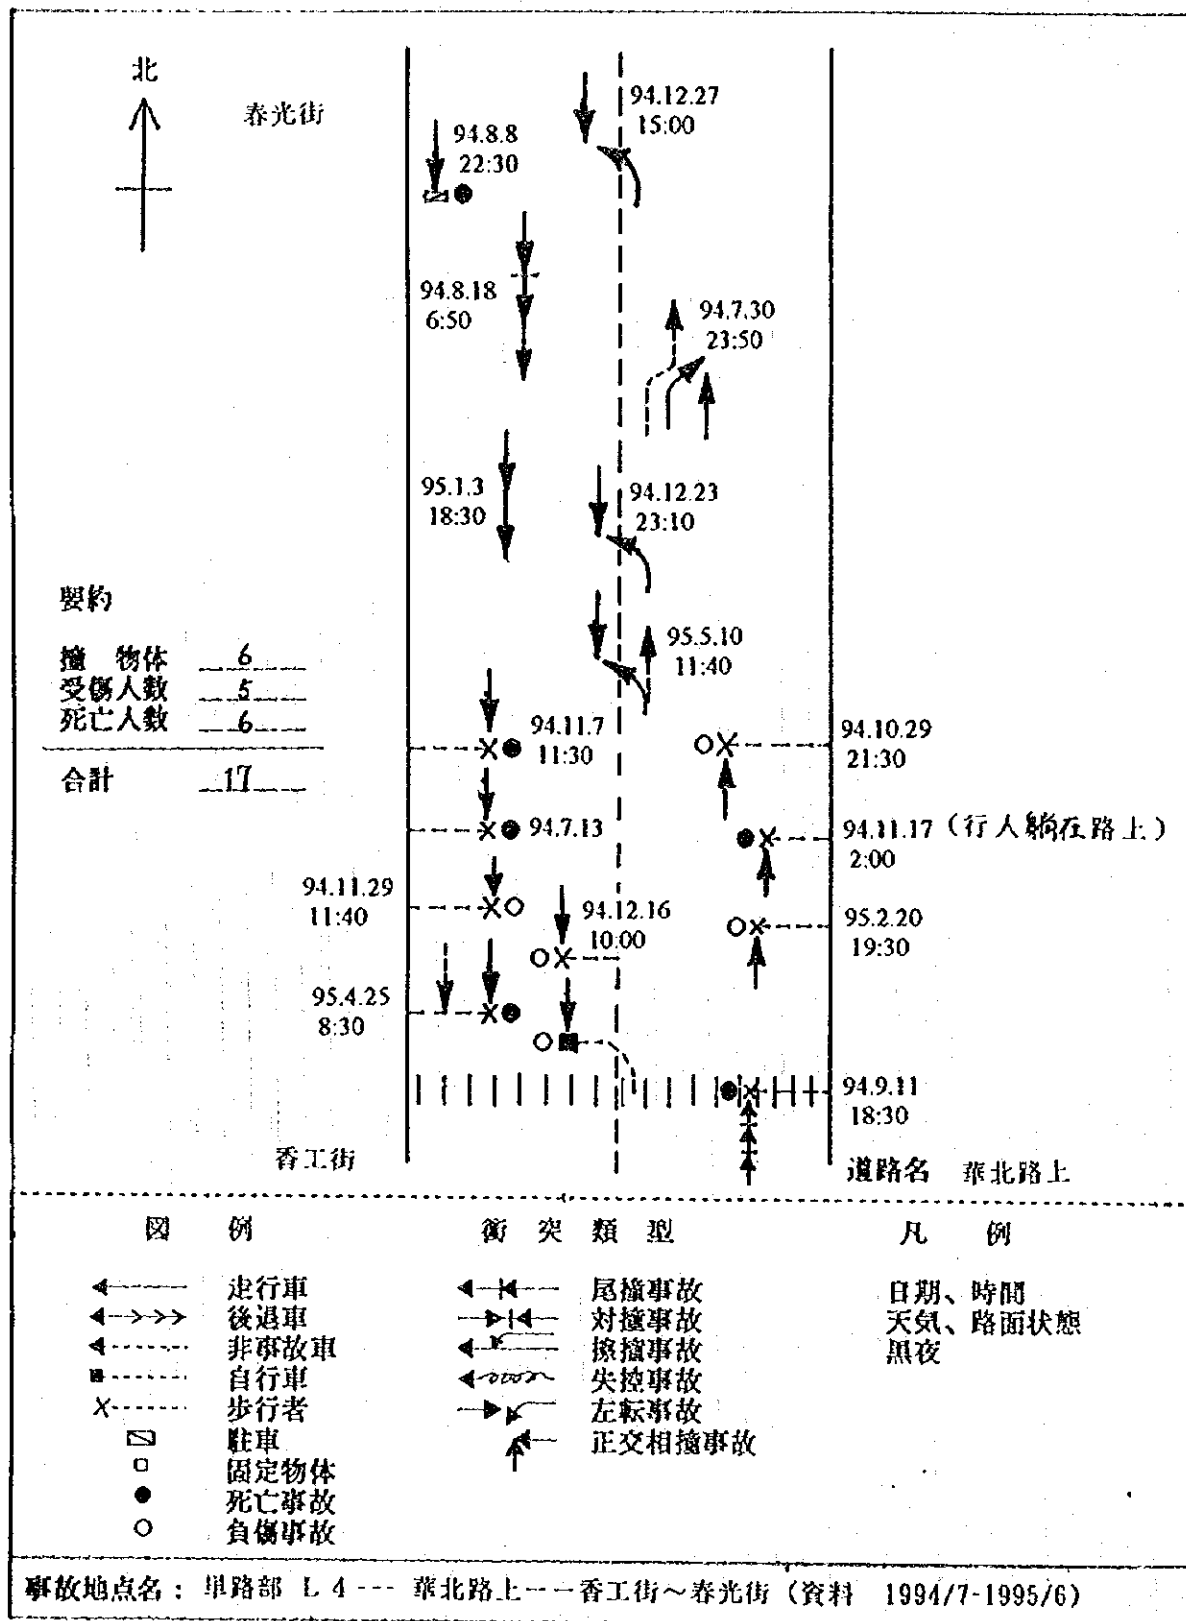 北
春光街
94.12.27
15:00
94.8.8
22:30
94.8.18
6:50
94.7.30
23:50
95.1.3
18:30
94.12.23
23:10
要約
撞 物体 6
受傷人数 5
死亡人数 6
合計 17
95.5.10
11:40
94.11.7
11:30
94.10.29
21:30
94.7.13
94.11.17 (行人躺在路上)
2:00
94.11.29
11:40
94.12.16
10:00
95.2.20
19:30
95.4.25
8:30
94.9.11
18:30
香工街
道路名 華北路上
図 例
走行車
後退車
非事故車
自行車
歩行者
駐車
固定物体
死亡事故
負傷事故
衝突類型
尾撞事故
対撞事故
擦撞事故
失控事故
左転事故
正交相撞事故
凡 例
日期、時間
天気、路面状態
黒夜
事故地点名: 単路部 L 4 --- 華北路上---香工街~春光街 (資料 1994/7-1995/6)